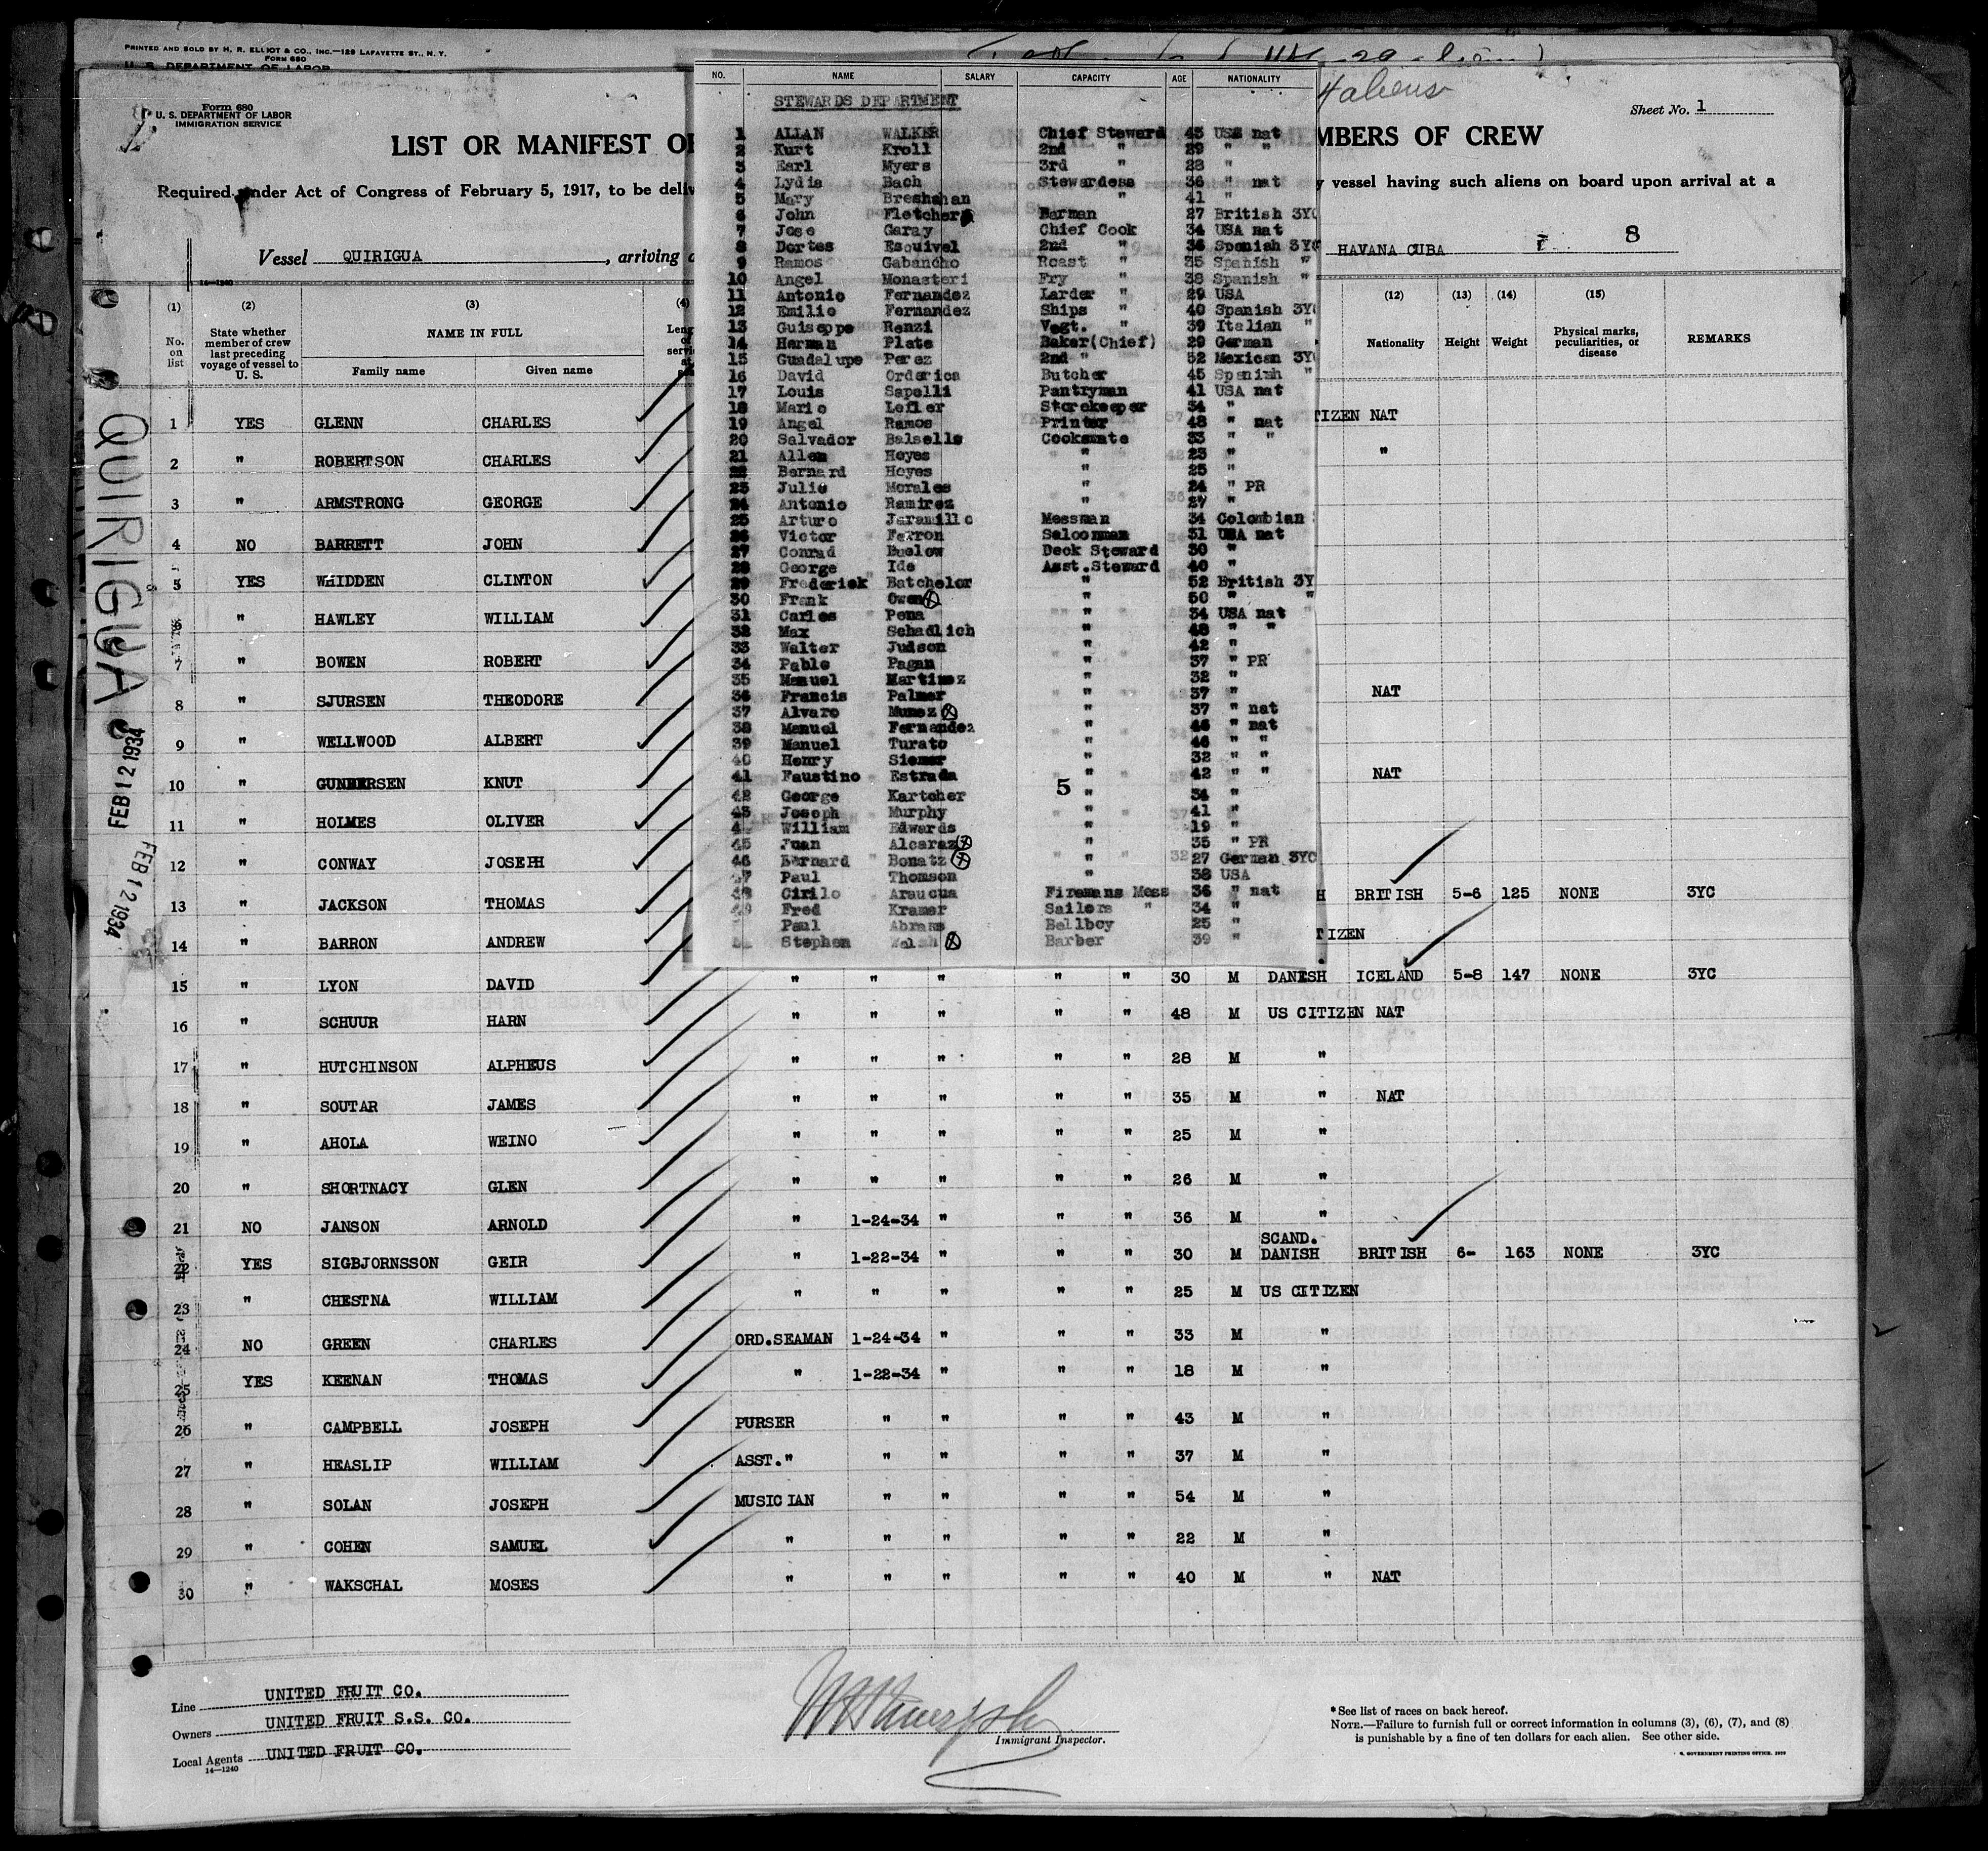 PRINTED AND SOLD BY H. R. ELLIOT & CO., INC.—129 LAFAYETTE ST., N. Y.
FORM 680
U. S. DEPARTMENT OF LABOR
Form 680
U. S. DEPARTMENT OF LABOR
IMMIGRATION SERVICE
Sheet No. 1
LIST OR MANIFEST OF
MBERS OF CREW
Required under Act of Congress of February 5, 1917, to be deliv
y vessel having such aliens on board upon arrival at a
Vessel QUIRIGUA, arriving a
HAVANA CUBA 8
14—1240
NO. NAME SALARY CAPACITY AGE NATIONALITY
STEWARDS DEPARTMENT
1 ALLAN WALKER Chief Steward 45 USE nat
2 Kurt Kroll 2nd " 29 " "
3 Earl Myers 3rd " 28 "
4 Lydia Bach Stewardess 36 " nat
5 Mary Breshahan " 41 "
6 John Fletcher Barman 27 British 3YC
7 Jose Garay Chief Cook 34 USA nat
8 Dortes Esquivel 2nd " 36 Spanish 3YC
9 Ramos Gabancho Roast " 35 Spanish "
10 Angel Monasteri Fry " 38 Spanish "
11 Antonio Fernandez Larder " 29 USA
12 Emilio Fernandez Ships " 40 Spanish 3YC
13 Guiseppe Renzi Vegt. " 39 Italian "
14 Herman Plate Baker(Chief) 29 German
15 Guadalupe Perez 2nd " 52 Mexican 3YC
16 David Orderica Butcher 45 Spanish "
17 Louis Sapelli Pantryman 41 USA nat
18 Mario Lefler Storekeeper 34 "
19 Angel Ramos Printer 48 " nat
20 Salvador Balsells Cooksmate 33 " "
21 Allen Hoyes " 23 "
22 Bernard Hoyes " 25 "
23 Julio Morales " 24 " PR
24 Antonio Ramirez " 27 "
25 Arturo Jaramillo Messman 34 Colombian
26 Victor Ferron Saloonman 31 USA nat
27 Conrad Buelow Deck Steward 30 "
28 George Ide Asst.Steward 40 "
29 Frederick Batchelor " 52 British 3Y
30 Frank Owen " 50 " "
31 Carlos Pena " 34 USA nat
32 Max Schadlich " 48 " "
33 Walter Judson " 42 "
34 Pablo Pagan " 37 " PR
35 Manuel Martinez " 32 "
36 Francis Palmer " 37 "
37 Alvaro Munoz " 37 " nat
38 Manuel Fernandez " 46 " nat
39 Manuel Turato " 46 " "
40 Henry Siemer " 32 " "
41 Faustino Estrada " 42 " "
42 George Kartcher 5 " 34 "
43 Joseph Murphy " 41 "
4 William Edwards " 19 "
45 Juan Alcaraz " 35 " PR
46 Bernard Bonatz " 27 German 3YC
47 Paul Thomson " 38 USA
48 Cirilo Araucua Firemans Mess 36 " nat
49 Fred Kramer Sailors " 34 "
Paul Abrams Bellboy 25 "
Stephen Welsh Barber 39 "
(1) (2) (3) (4) (12) (13) (14) (15)
No. on list
State whether member of crew last preceding voyage of vessel to U. S.
NAME IN FULL
Family name Given name
Nationality Height Weight
Physical marks, peculiarities, or disease
REMARKS
1 YES GLENN CHARLES TIZEN NAT
2 " ROBERTSON CHARLES "
3 " ARMSTRONG GEORGE
4 NO BARRETT JOHN
5 YES WHIDDEN CLINTON
6 " HAWLEY WILLIAM
7 " BOWEN ROBERT
8 " SJURSEN THEODORE NAT
9 " WELLWOOD ALBERT
10 " GUNDERSEN KNUT NAT
11 " HOLMES OLIVER
12 " CONWAY JOSEPH
13 " JACKSON THOMAS H BRITISH 5-6 125 NONE 3YC
14 " BARRON ANDREW TIZEN
15 " LYON DAVID " " " " " 30 M DANISH ICELAND 5-8 147 NONE 3YC
16 " SCHUUR HARN " " " " " 48 M US CITIZEN NAT
17 " HUTCHINSON ALPHEUS " " " " " 28 M "
18 " SOUTAR JAMES " " " " " 35 M " NAT
19 " AHOLA WEINO " " " " " 25 M "
20 " SHORTNACY GLEN " " " " " 26 M "
21 NO JANSON ARNOLD " 1-24-34 " " " 36 M "
22 YES SIGBJORNSSON GEIR " 1-22-34 " " " 30 M SCAND. DANISH BRITISH 6- 163 NONE 3YC
23 " CHESTNA WILLIAM " " " " " 25 M US CITIZEN
24 NO GREEN CHARLES ORD.SEAMAN 1-24-34 " " " 33 M "
25 YES KEENAN THOMAS " 1-22-34 " " " 18 M "
26 " CAMPBELL JOSEPH PURSER " " " " 43 M "
27 " HEASLIP WILLIAM ASST." " " " " 37 M "
28 " SOLAN JOSEPH MUSICIAN " " " " 54 M "
29 " COHEN SAMUEL " " " " " 22 M "
30 " WAKSCHAL MOSES " " " " " 40 M " NAT
QUIRIGUA
FEB 12 1934
FEB 12 1934
Line UNITED FRUIT CO.
Owners UNITED FRUIT S.S. CO.
Local Agents UNITED FRUIT CO.
14—1240
Immigrant Inspector.
* See list of races on back hereof.
NOTE.—Failure to furnish full or correct information in columns (3), (6), (7), and (8)
is punishable by a fine of ten dollars for each alien. See other side.